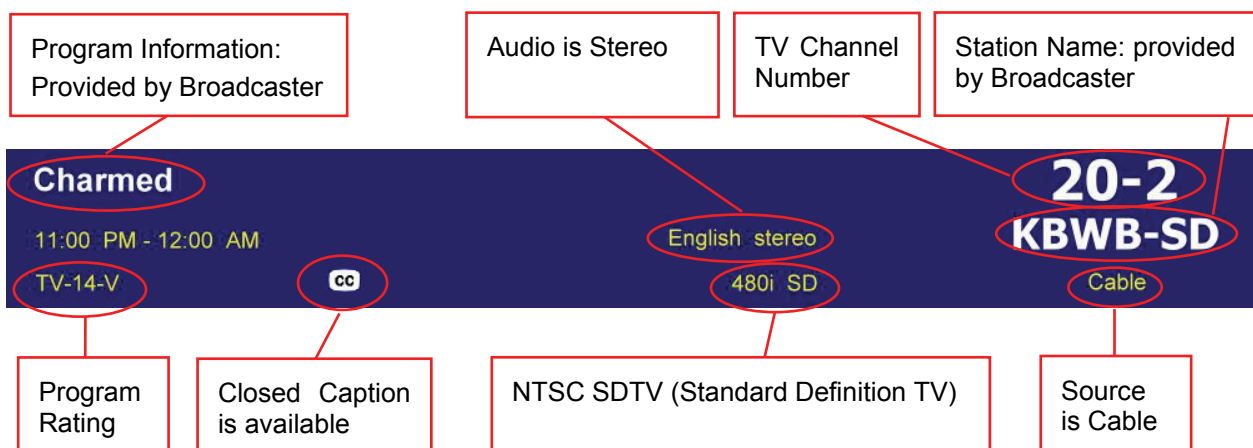 Program Information:
Provided by Broadcaster
Audio is Stereo
TV Channel
Number
Station Name: provided
by Broadcaster
Charmed
20-2
KBWB-SD
11:00 PM - 12:00 AM
English stereo
TV-14-V
cc
480i SD
Cable
Program
Rating
Closed Caption
is available
NTSC SDTV (Standard Definition TV)
Source
is Cable